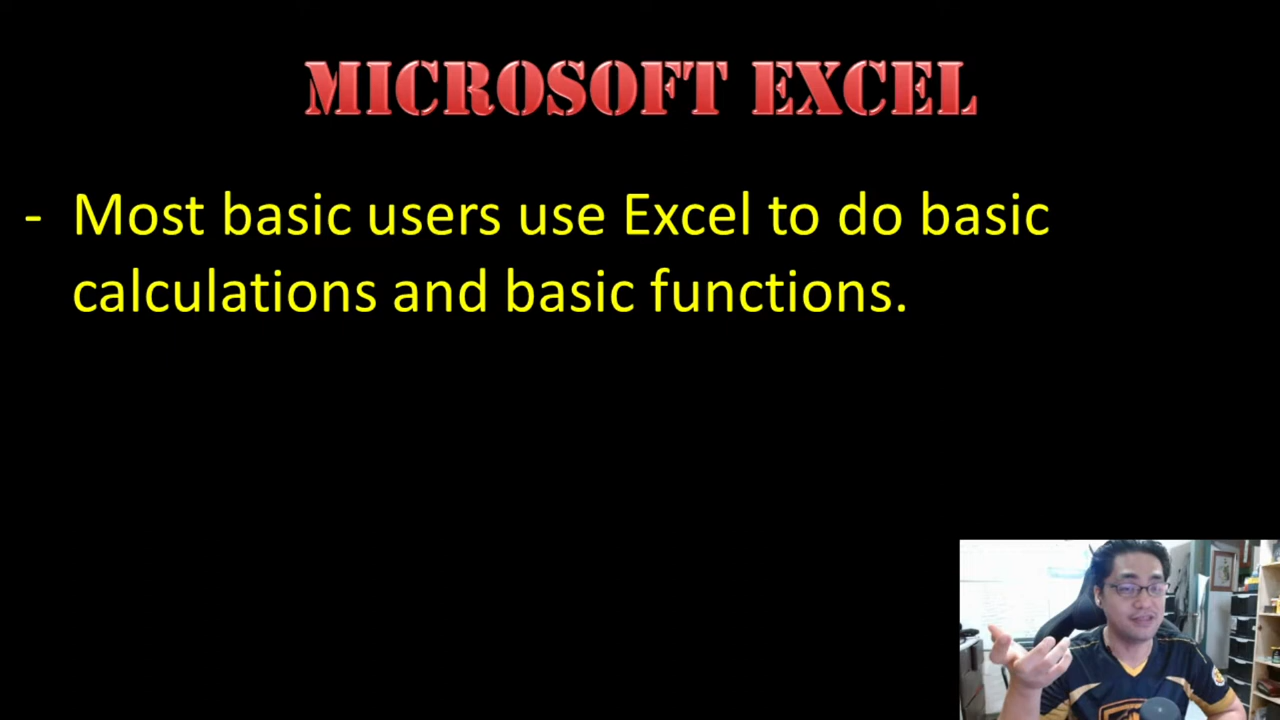 MICROSOFT EXCEL
- Most basic users use Excel to do basic
calculations and basic functions.